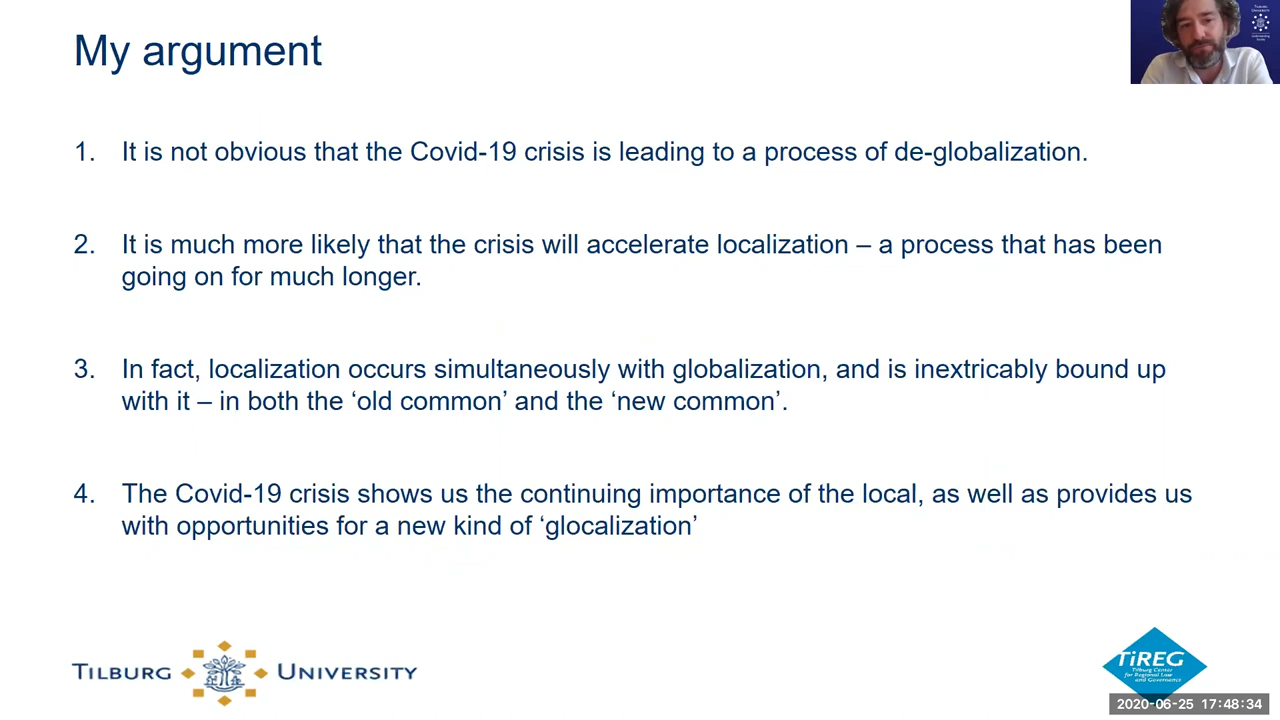 My argument
1. It is not obvious that the Covid-19 crisis is leading to a process of de-globalization.
2. It is much more likely that the crisis will accelerate localization – a process that has been
going on for much longer.
3. In fact, localization occurs simultaneously with globalization, and is inextricably bound up
with it – in both the ‘old common’ and the ‘new common’.
4. The Covid-19 crisis shows us the continuing importance of the local, as well as provides us
with opportunities for a new kind of ‘glocalization’
TILBURG UNIVERSITY
TiREG
Tilburg Center
for Regional Law
and Governance
2020-06-25 17:48:34